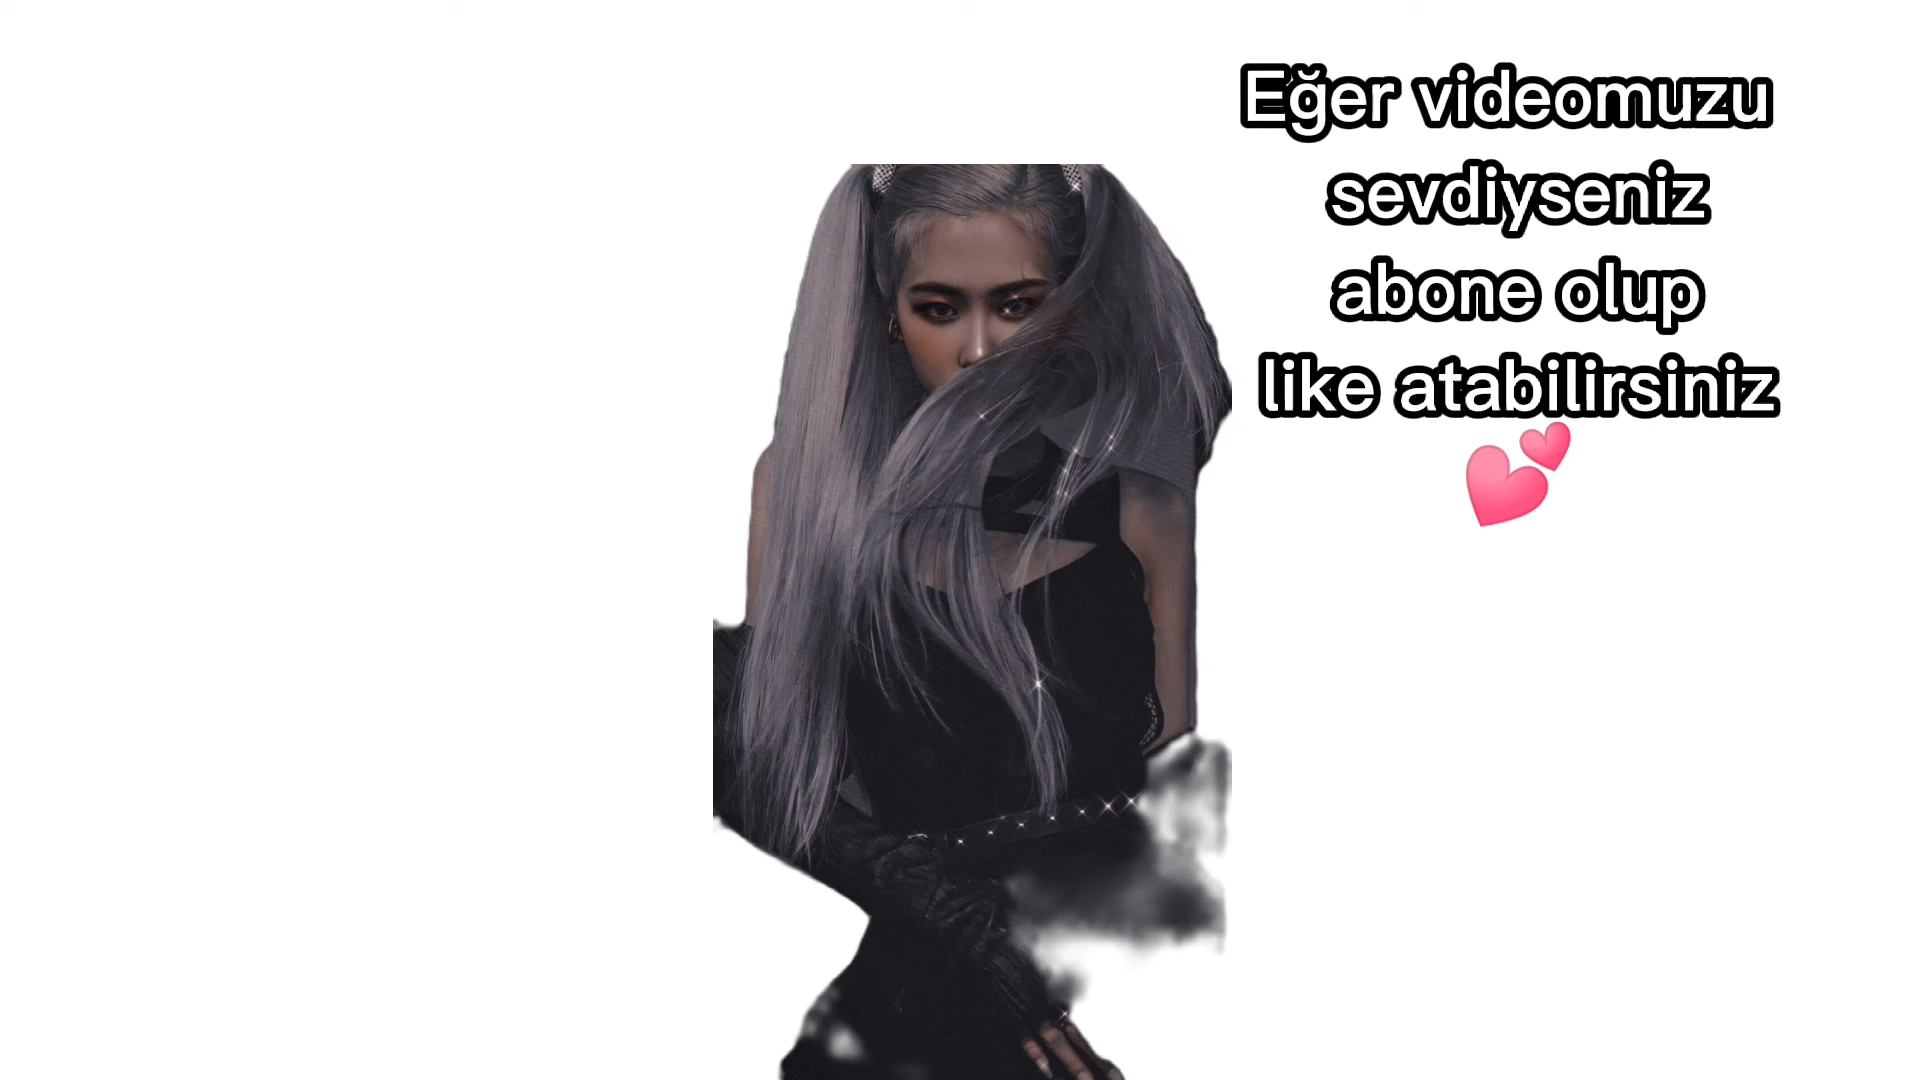 Eğer videomuzu
sevdiyseniz
abone olup
like atabilirsiniz
💕